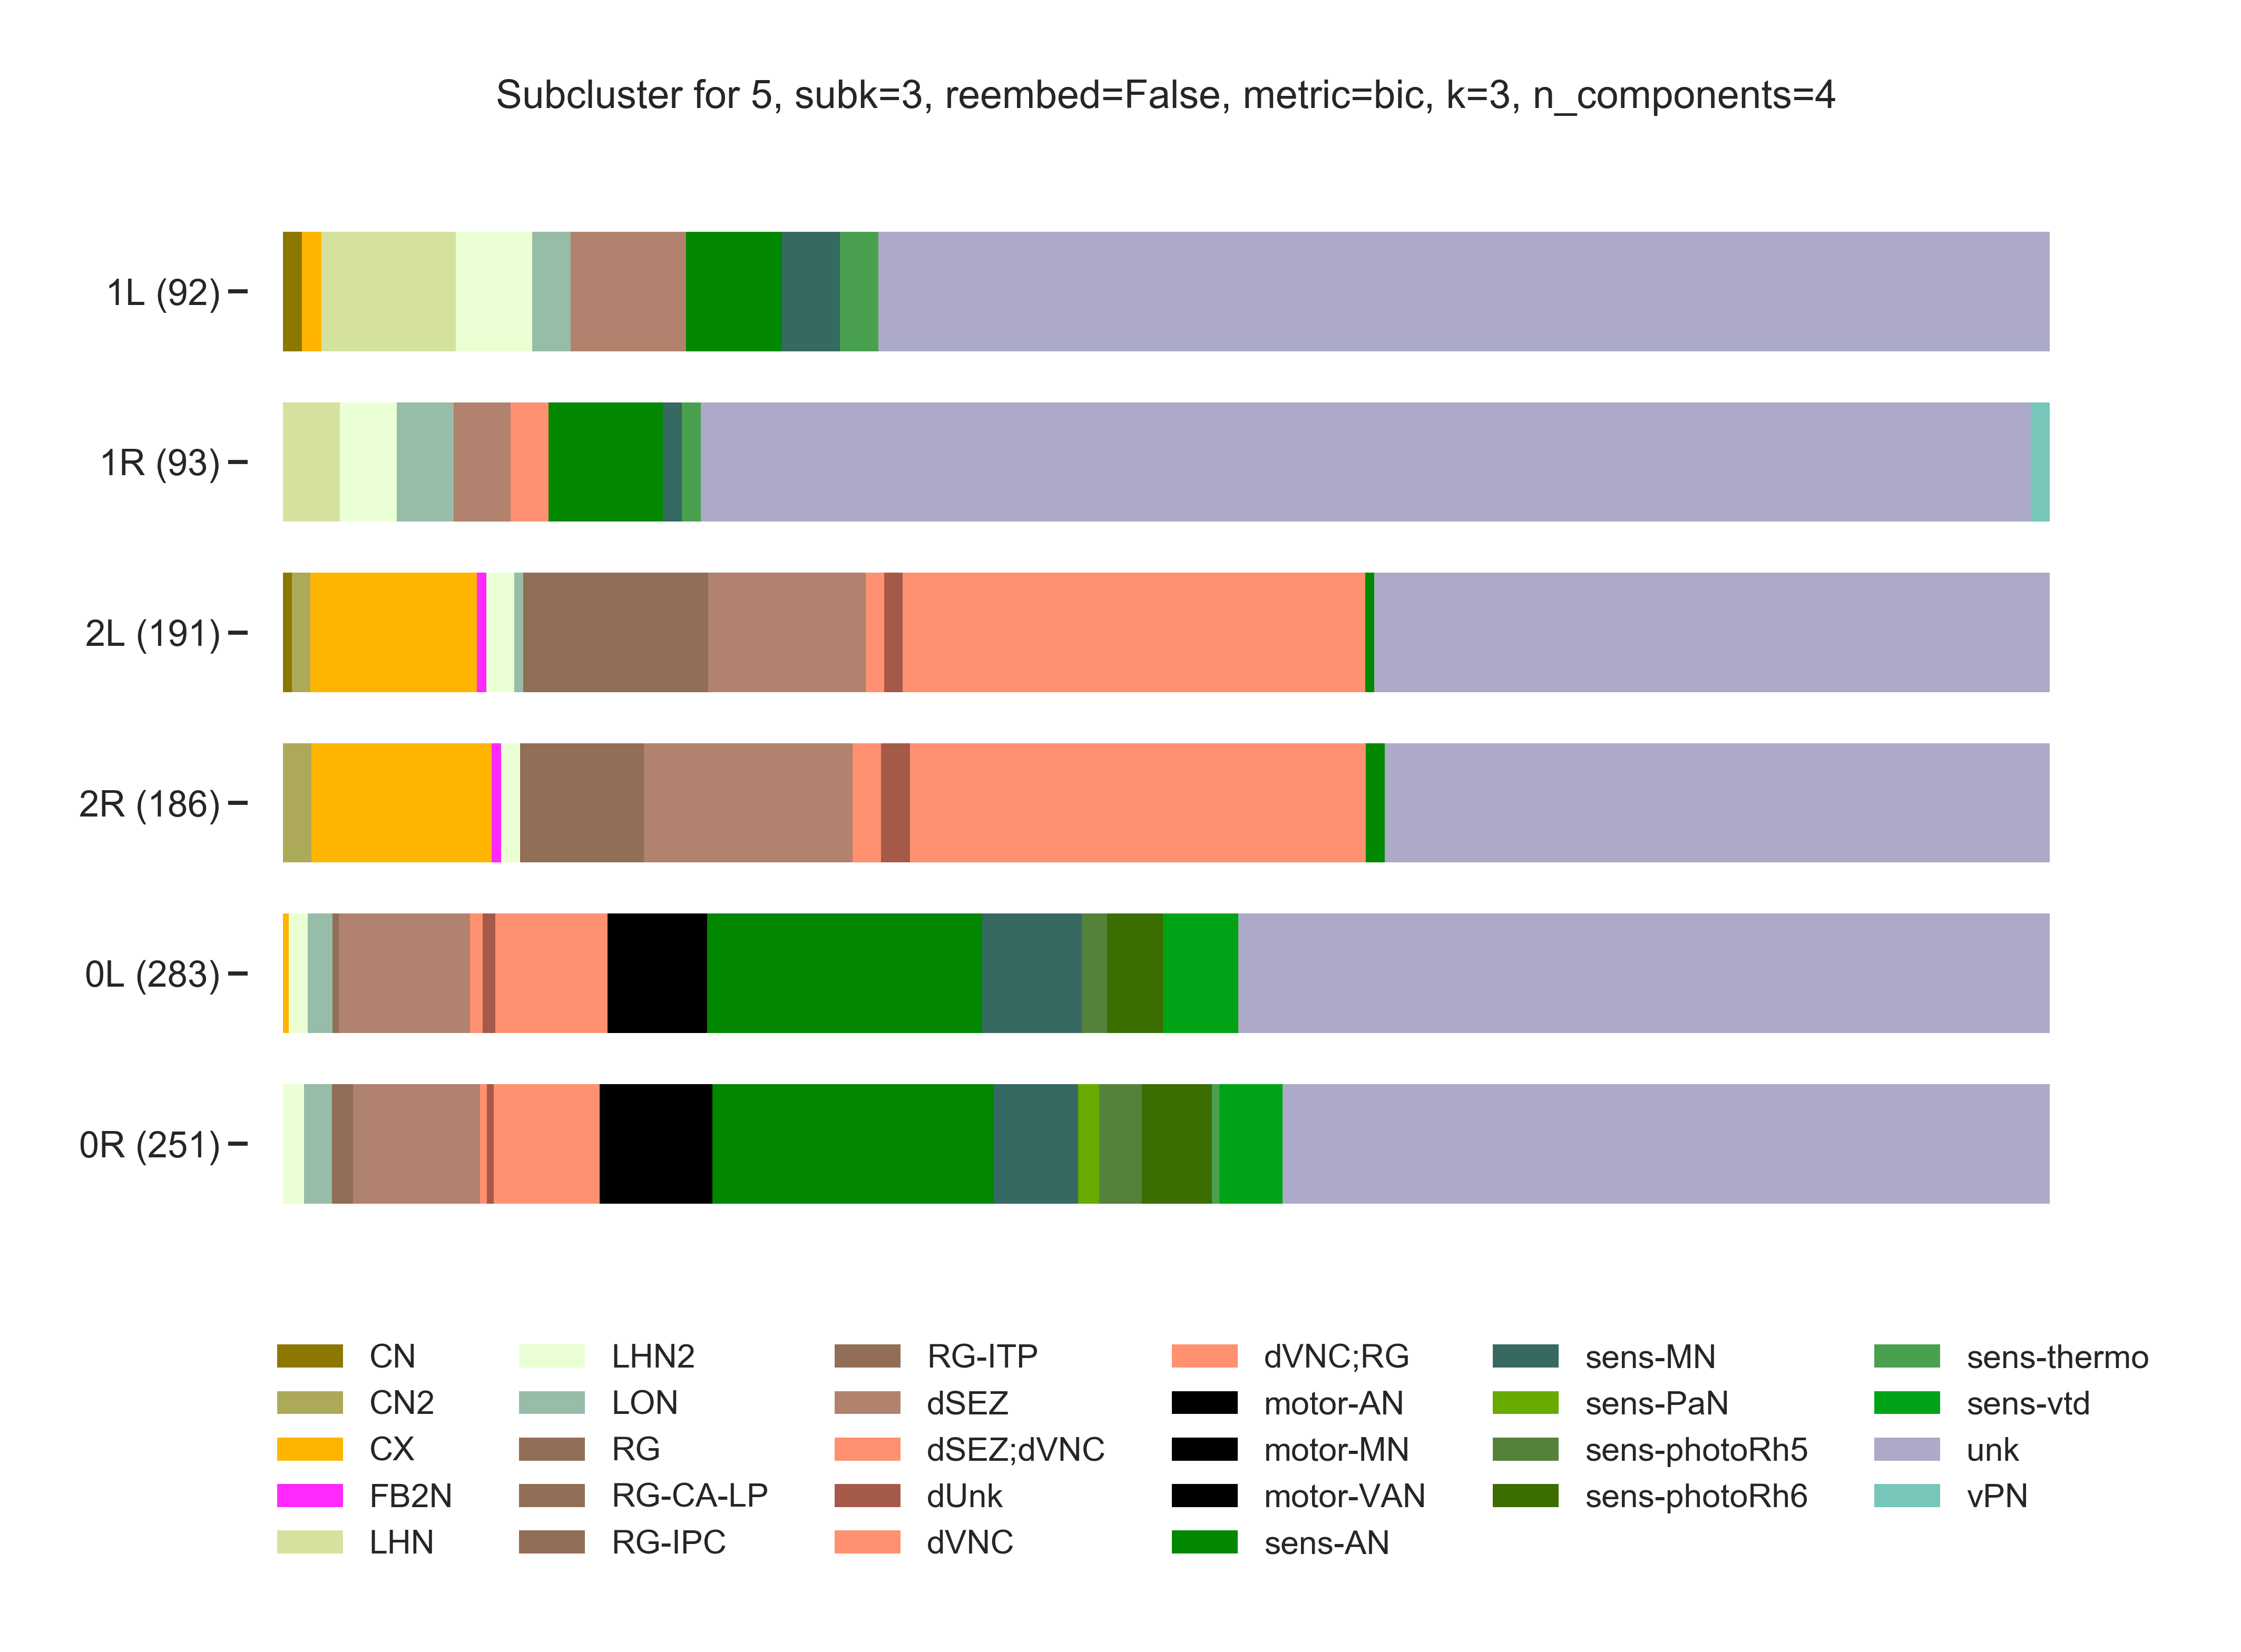 Subcluster for 5, subk=3, reembed=False, metric=bic, k=3, n_components=4
1L (92)
1R (93)
2L (191)
2R (186)
0L (283)
0R (251)
CN LHN2 RG-ITP dVNC;RG sens-MN sens-thermo
CN2 LON dSEZ motor-AN sens-PaN sens-vtd
CX RG dSEZ;dVNC motor-MN sens-photoRh5 unk
FB2N RG-CA-LP dUnk motor-VAN sens-photoRh6 vPN
LHN RG-IPC dVNC sens-AN